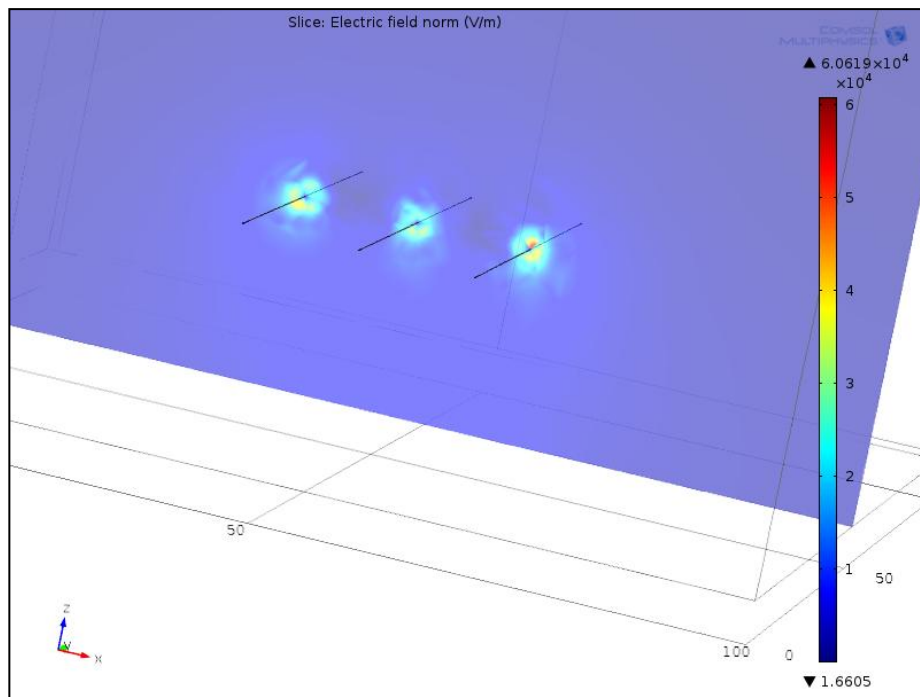 Slice: Electric field norm (V/m)
COMSOL
MULTIPHYSICS
▲ 6.0619×10⁴
×10⁴
6
5
4
3
2
1
▼ 1.6605
50
100
0
50
z
y
x